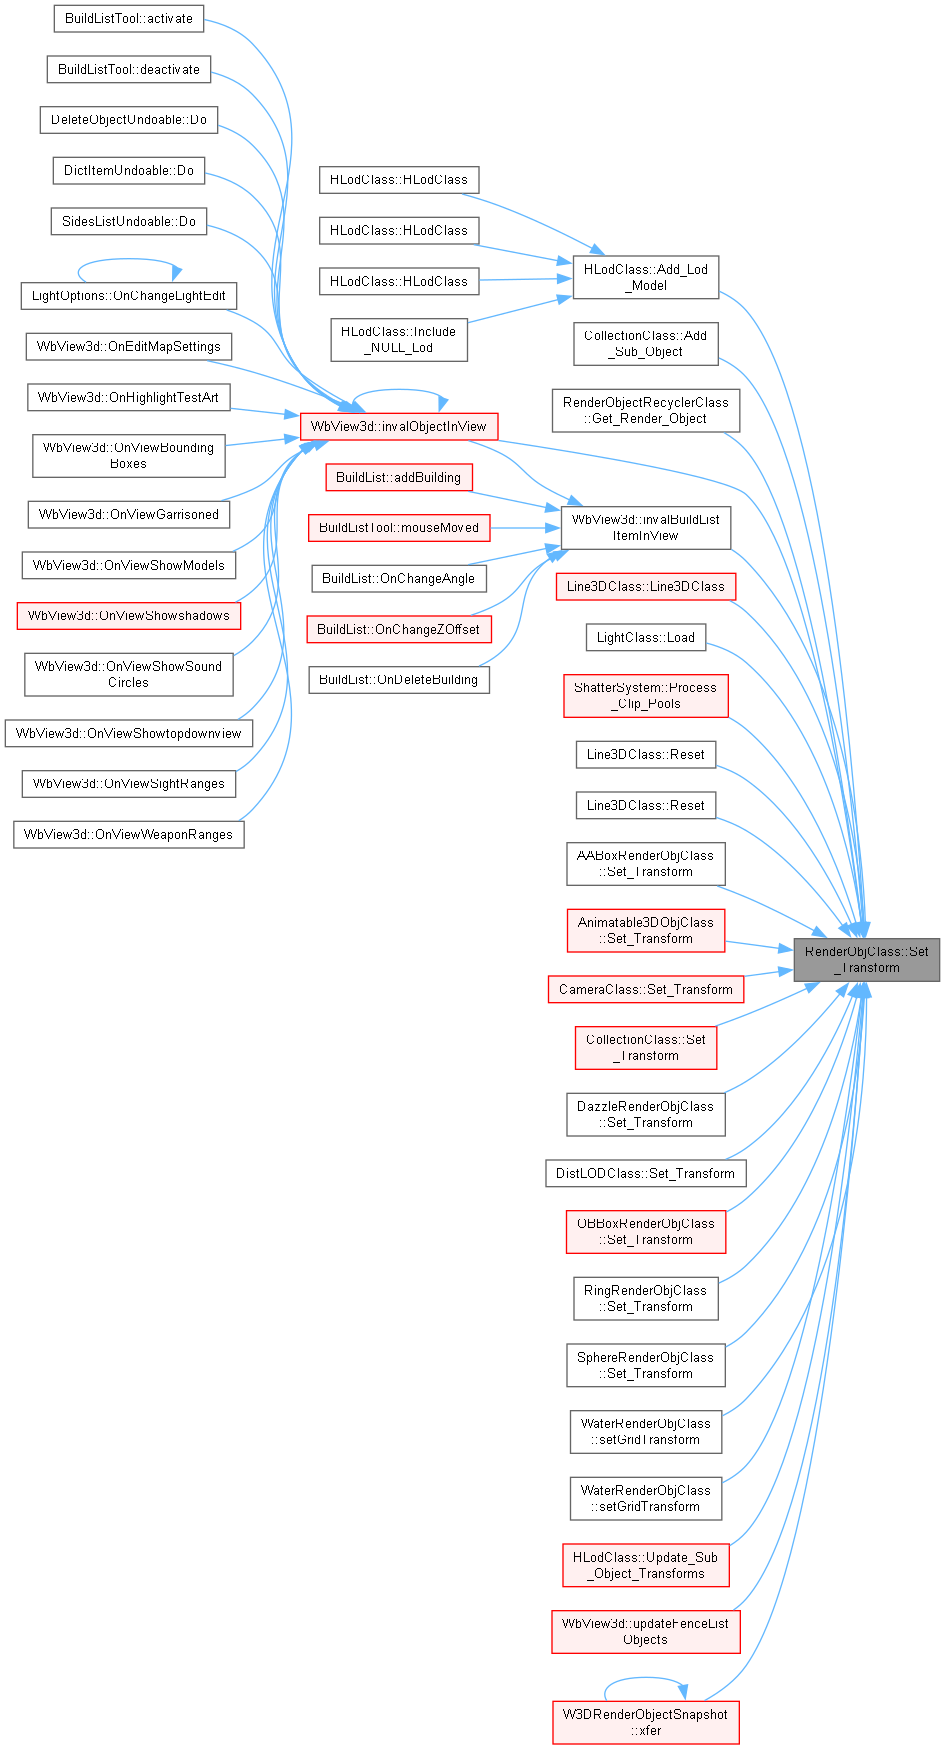 BuildListTool::activate
BuildListTool::deactivate
DeleteObjectUndoable::Do
DictItemUndoable::Do
SidesListUndoable::Do
LightOptions::OnChangeLightEdit
WbView3d::OnEditMapSettings
WbView3d::OnHighlightTestArt
WbView3d::OnViewBounding
Boxes
WbView3d::OnViewGarrisoned
WbView3d::OnViewShowModels
WbView3d::OnViewShowshadows
WbView3d::OnViewShowSound
Circles
WbView3d::OnViewShowtopdownview
WbView3d::OnViewSightRanges
WbView3d::OnViewWeaponRanges
HLodClass::HLodClass
HLodClass::HLodClass
HLodClass::HLodClass
HLodClass::Include
_NULL_Lod
WbView3d::invalObjectInView
BuildList::addBuilding
BuildListTool::mouseMoved
BuildList::OnChangeAngle
BuildList::OnChangeZOffset
BuildList::OnDeleteBuilding
HLodClass::Add_Lod
_Model
CollectionClass::Add
_Sub_Object
RenderObjectRecyclerClass
::Get_Render_Object
WbView3d::invalBuildList
ItemInView
Line3DClass::Line3DClass
LightClass::Load
ShatterSystem::Process
_Clip_Pools
Line3DClass::Reset
Line3DClass::Reset
AABoxRenderObjClass
::Set_Transform
Animatable3DObjClass
::Set_Transform
CameraClass::Set_Transform
CollectionClass::Set
_Transform
DazzleRenderObjClass
::Set_Transform
DistLODClass::Set_Transform
OBBoxRenderObjClass
::Set_Transform
RingRenderObjClass
::Set_Transform
SphereRenderObjClass
::Set_Transform
WaterRenderObjClass
::setGridTransform
WaterRenderObjClass
::setGridTransform
HLodClass::Update_Sub
_Object_Transforms
WbView3d::updateFenceList
Objects
W3DRenderObjectSnapshot
::xfer
RenderObjClass::Set
_Transform